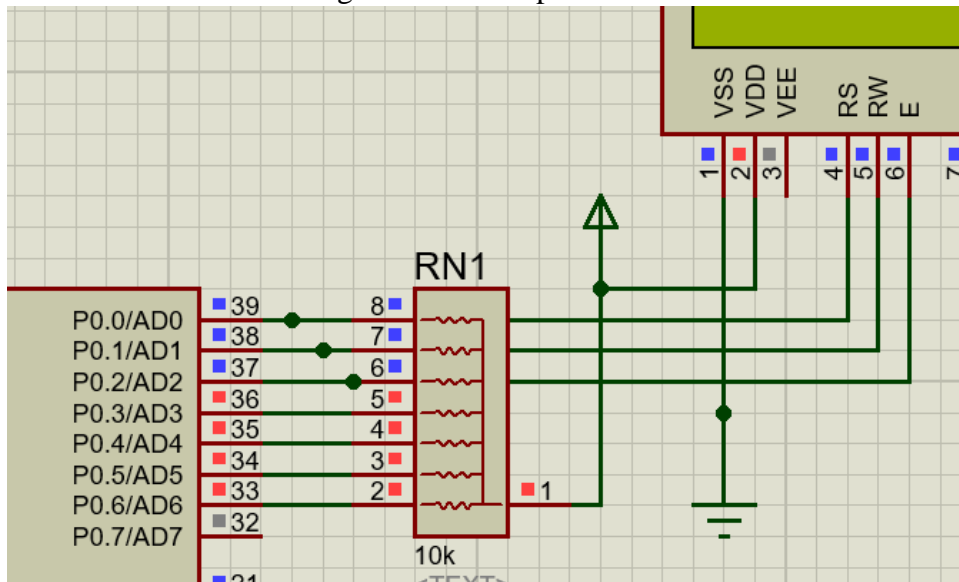 VSS
VDD
VEE
RS
RW
E
1
2
3
4
5
6
7
RN1
P0.0/AD0
39
8
P0.1/AD1
38
7
P0.2/AD2
37
6
P0.3/AD3
36
5
P0.4/AD4
35
4
P0.5/AD5
34
3
P0.6/AD6
33
2
1
P0.7/AD7
32
10k
<TEXT>